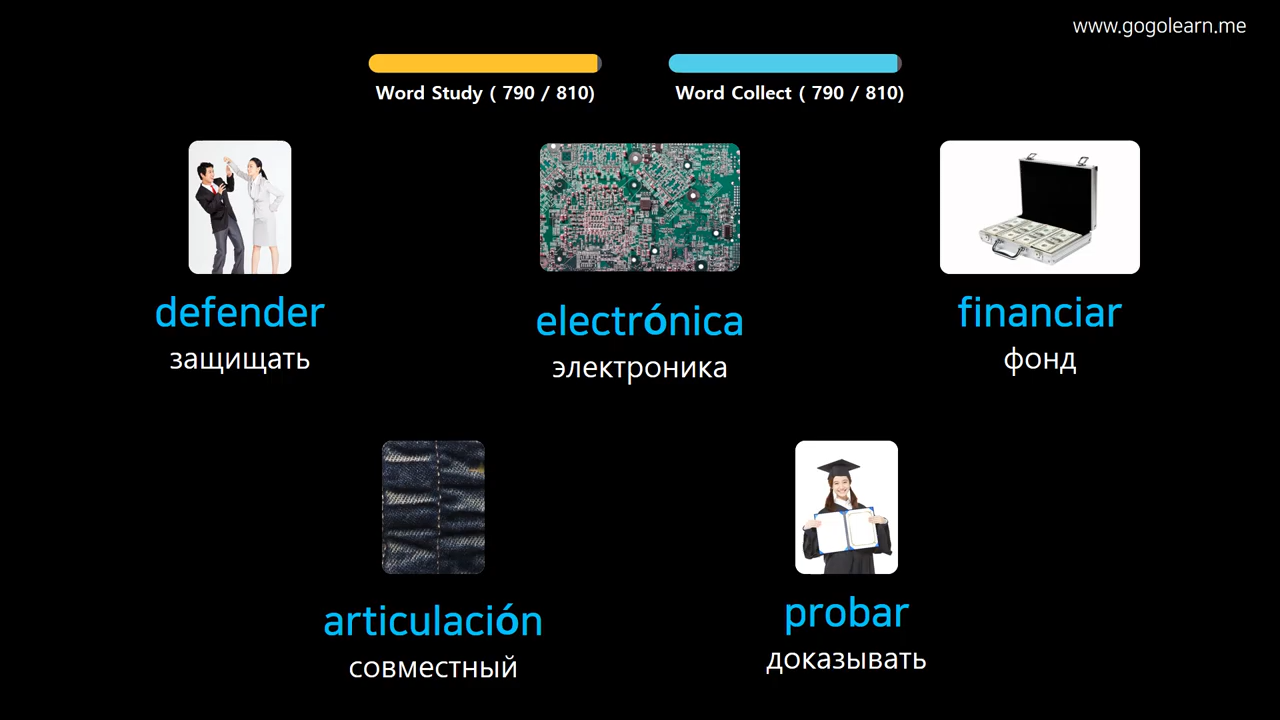 www.gogolearn.me
Word Study ( 790 / 810)
Word Collect ( 790 / 810)
defender
защищать
electrónica
электроника
financiar
фонд
articulación
совместный
probar
доказывать